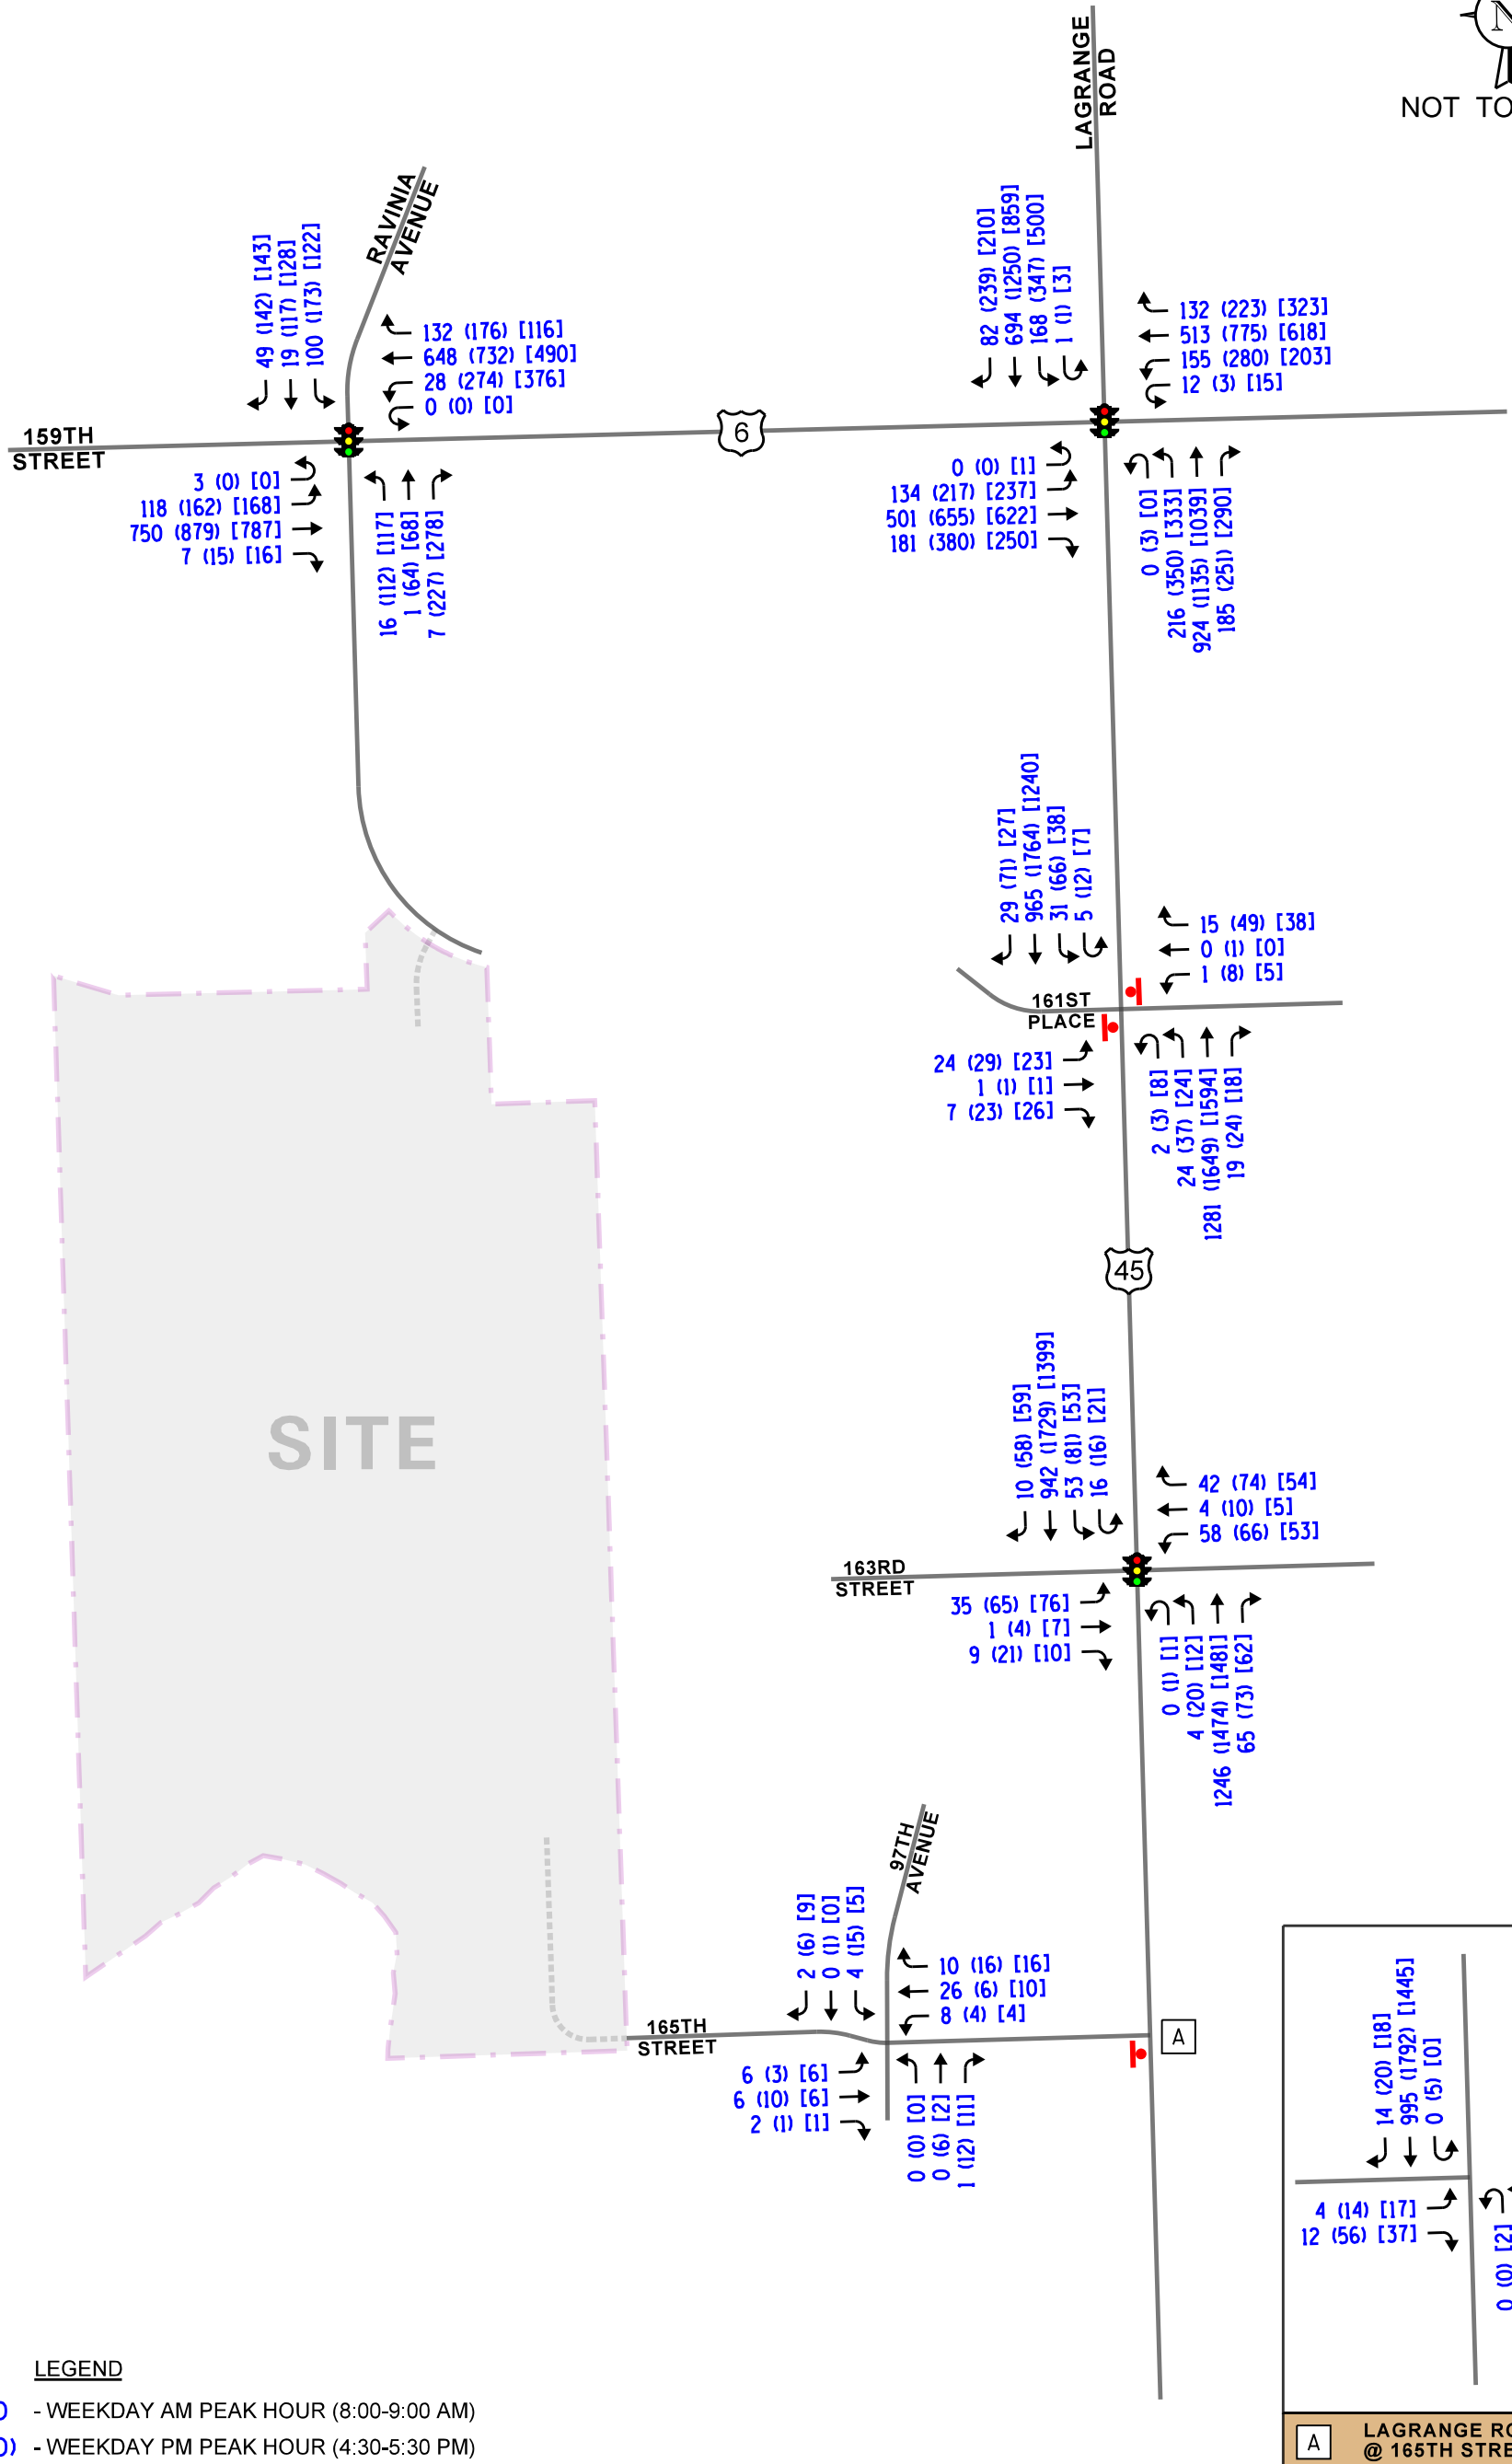 LAGRANGE
ROAD
N
NOT TO
RAVINIA
AVENUE
49 (142) [143]
19 (117) [128]
100 (173) [122]
132 (176) [116]
648 (732) [490]
28 (274) [376]
0 (0) [0]
82 (239) [210]
694 (1250) [859]
168 (347) [500]
1 (1) [3]
132 (223) [323]
513 (775) [618]
155 (280) [203]
12 (3) [15]
159TH
STREET
6
3 (0) [0]
118 (162) [168]
750 (879) [787]
7 (15) [16]
16 (112) [117]
1 (64) [68]
7 (227) [278]
0 (0) [1]
134 (217) [237]
501 (655) [622]
181 (380) [250]
0 (3) [0]
216 (350) [333]
924 (1135) [1039]
185 (251) [290]
29 (71) [27]
965 (1764) [1240]
31 (66) [38]
5 (12) [7]
15 (49) [38]
0 (1) [0]
1 (8) [5]
161ST
PLACE
24 (29) [23]
1 (1) [1]
7 (23) [26]
2 (3) [8]
24 (37) [24]
1281 (1649) [1594]
19 (24) [18]
45
SITE
10 (58) [59]
942 (1729) [1399]
53 (81) [53]
16 (16) [21]
42 (74) [54]
4 (10) [5]
58 (66) [53]
163RD
STREET
35 (65) [76]
1 (4) [7]
9 (21) [10]
0 (1) [1]
4 (20) [12]
1246 (1474) [1481]
65 (73) [62]
97TH
AVENUE
2 (6) [9]
0 (1) [0]
4 (15) [5]
10 (16) [16]
26 (6) [10]
8 (4) [4]
165TH
STREET
A
6 (3) [6]
6 (10) [6]
2 (1) [1]
0 (0) [0]
0 (6) [2]
1 (12) [11]
14 (20) [18]
995 (1792) [1445]
0 (5) [0]
4 (14) [17]
12 (56) [37]
0 (0) [2]
LEGEND
- WEEKDAY AM PEAK HOUR (8:00-9:00 AM)
- WEEKDAY PM PEAK HOUR (4:30-5:30 PM)
A
LAGRANGE
@ 165TH